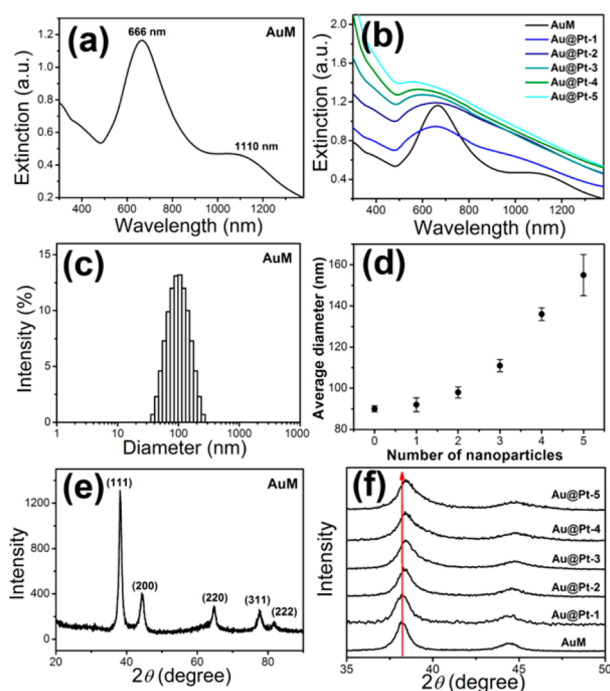 (a)
AuM
666 nm
1110 nm
1.2
1.0
0.8
0.6
0.4
0.2
400 600 800 1000 1200
Extinction (a.u.)
Wavelength (nm)
(b)
AuM
Au@Pt-1
Au@Pt-2
Au@Pt-3
Au@Pt-4
Au@Pt-5
2.0
1.6
1.2
0.8
0.4
400 600 800 1000 1200
Extinction (a.u.)
Wavelength (nm)
(c)
AuM
15
10
5
0
1 10 100 1000 10000
Intensity (%)
Diameter (nm)
(d)
160
140
120
100
80
0 1 2 3 4 5
Average diameter (nm)
Number of nanoparticles
(e)
AuM
(111)
(200)
(220)
(311)
(222)
1200
800
400
0
20 40 60 80
Intensity
2θ (degree)
(f)
Au@Pt-5
Au@Pt-4
Au@Pt-3
Au@Pt-2
Au@Pt-1
AuM
35 40 45 50
Intensity
2θ (degree)